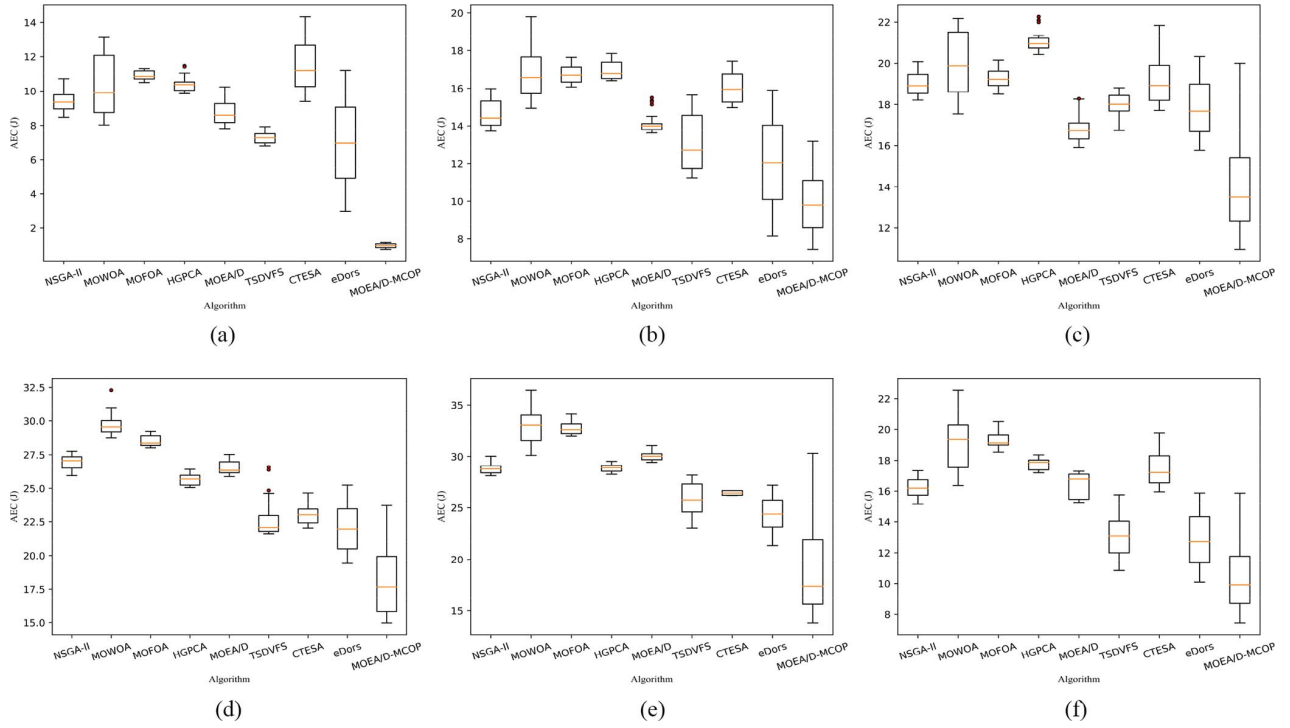 14
12
10
8
6
4
2
AEC (J)
NSGA-II MOWOA MOFOA HGPCA MOEA/D TSDVFS CTESA eDors MOEA/D-MCOP
Algorithm
(a)
20
18
16
14
12
10
8
AEC (J)
NSGA-II MOWOA MOFOA HGPCA MOEA/D TSDVFS CTESA eDors MOEA/D-MCOP
Algorithm
(b)
22
20
18
16
14
12
AEC (J)
NSGA-II MOWOA MOFOA HGPCA MOEA/D TSDVFS CTESA eDors MOEA/D-MCOP
Algorithm
(c)
32.5
30.0
27.5
25.0
22.5
20.0
17.5
15.0
AEC (J)
NSGA-II MOWOA MOFOA HGPCA MOEA/D TSDVFS CTESA eDors MOEA/D-MCOP
Algorithm
(d)
35
30
25
20
15
AEC (J)
NSGA-II MOWOA MOFOA HGPCA MOEA/D TSDVFS CTESA eDors MOEA/D-MCOP
Algorithm
(e)
22
20
18
16
14
12
10
8
AEC (J)
NSGA-II MOWOA MOFOA HGPCA MOEA/D TSDVFS CTESA eDors MOEA/D-MCOP
Algorithm
(f)